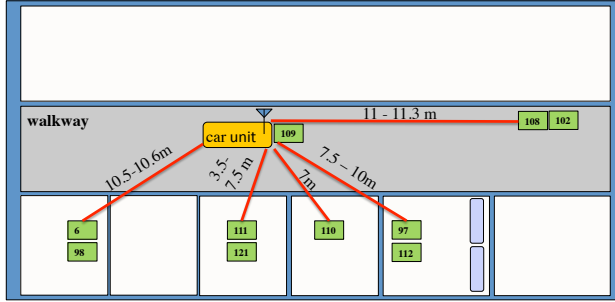 11 - 11.3 m
walkway
108 102
109
car unit
10.5-10.6m
3.5-
7.5 m
7m
7.5 – 10m
6
98
111
121
110
97
112